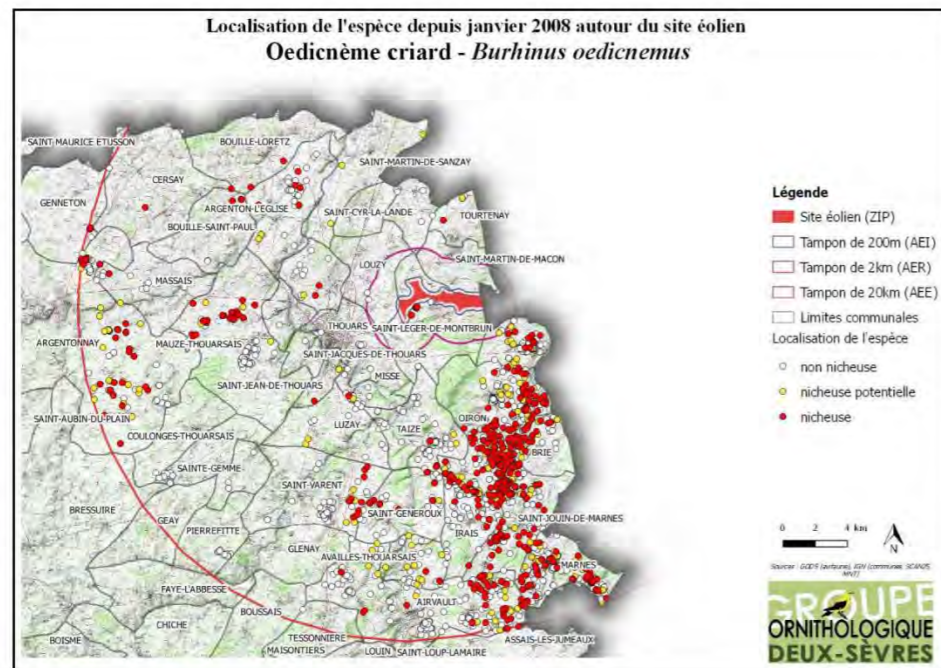 Localisation de l'espèce depuis janvier 2008 autour du site éolien
Oedicnème criard - Burhinus oedicnemus
SAINT MAURICE ETUSSON
BOUILLE-LORETZ
SAINT-MARTIN-DE-SANZAY
CERSAY
GENNETON
ARGENTON-L'EGLISE
SAINT-CYR-LA-LANDE
TOURTENAY
BOUILLE-SAINT-PAUL
LOUZY
SAINT-MARTIN-DE-MACON
MASSAIS
THOUARS
SAINT-LEGER-DE-MONTBRUN
ARGENTONNAY
MAUZE-THOUARSAIS
SAINT-JACQUES-DE-THOUARS
MISSE
SAINT-JEAN-DE-THOUARS
SAINT-AUBIN-DU-PLAIN
LUZAY
TAIZE
OIRON
COULONGES-THOUARSAIS
BRIE
SAINTE-GEMME
SAINT-VARENT
BRESSUIRE
GEAY
SAINT-GENEROUX
SAINT-JOUIN-DE-MARNES
PIERREFITTE
IRAIS
GLENAY
AVAILLES-THOUARSAIS
MARNES
FAYE-L'ABBESSE
AIRVAULT
BOUSSAIS
CHICHE
TESSONNIERE
ASSAIS-LES-JUMEAUX
BOISME
MAISONTIERS
LOUIN
SAINT-LOUP-LAMAIRE
Légende
Site éolien (ZIP)
Tampon de 200m (AEI)
Tampon de 2km (AER)
Tampon de 20km (AEE)
Limites communales
Localisation de l'espèce
non nicheuse
nicheuse potentielle
nicheuse
0 2 4 km
N
Sources : GODS (avifaune), IGN (communes, SCAN25, MNT)
GROUPE
ORNITHOLOGIQUE
DEUX-SÈVRES